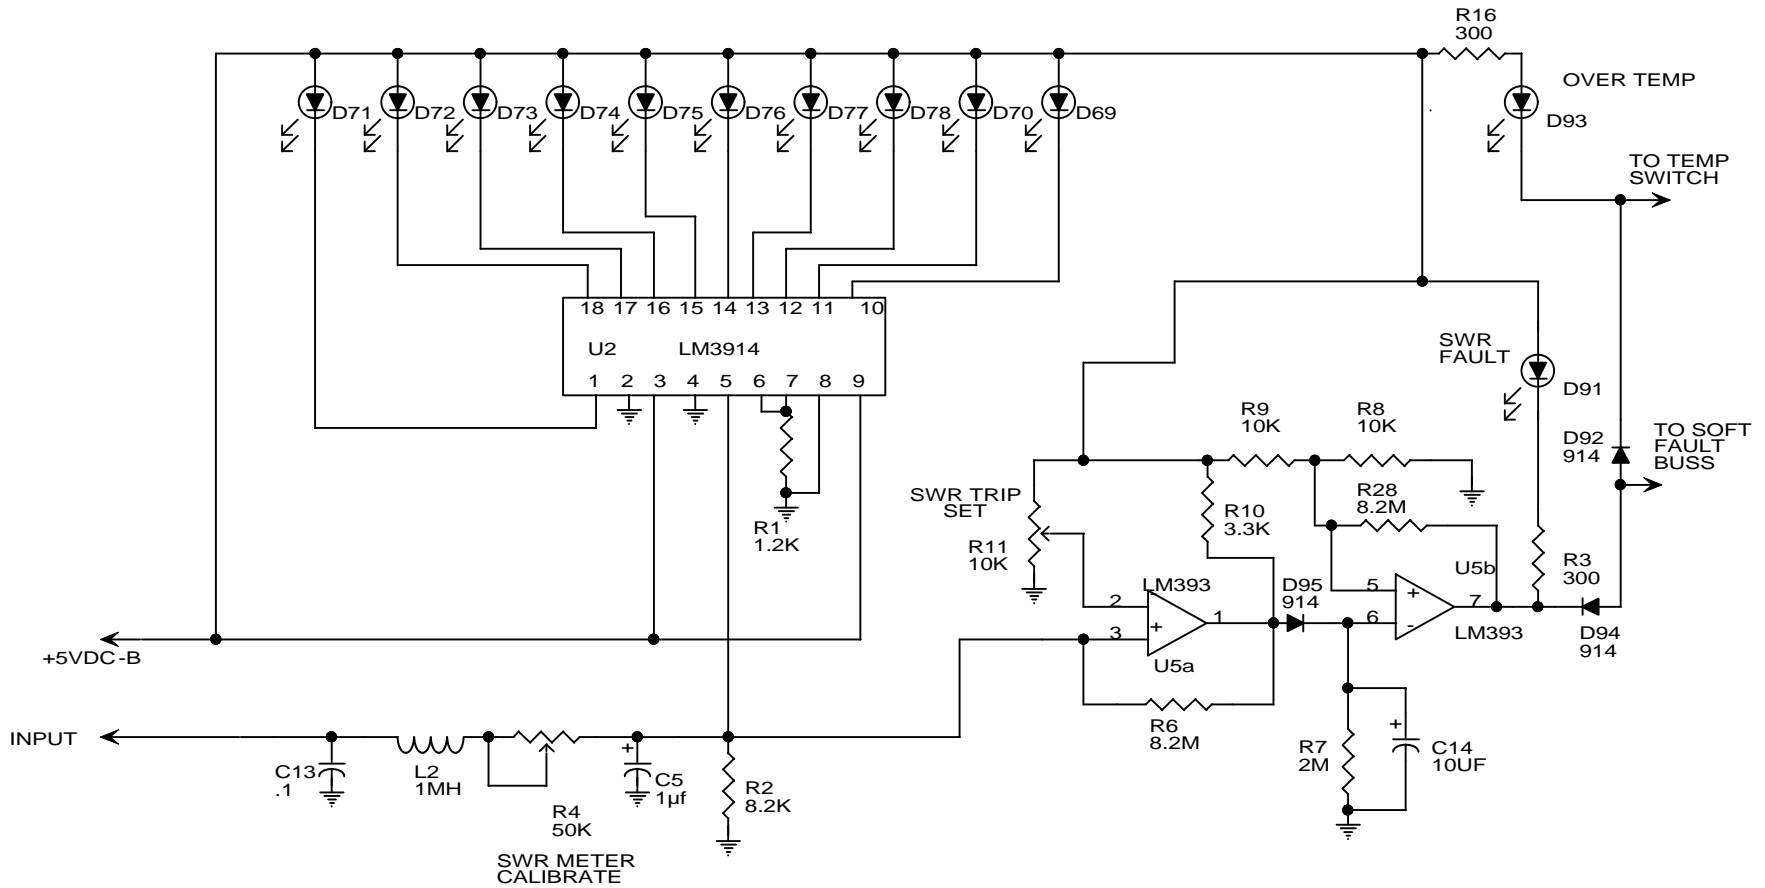 R16
300
OVER TEMP
D71
D72
D73
D74
D75
D76
D77
D78
D70
D69
D93
TO TEMP
SWITCH
18 17 16 15 14 13 12 11 10
U2
LM3914
1 2 3 4 5 6 7 8 9
SWR
FAULT
D91
R9
10K
R8
10K
D92
914
TO SOFT
FAULT
BUSS
SWR TRIP
SET
R11
10K
R10
3.3K
R28
8.2M
R1
1.2K
LM393
2
3
+
1
U5a
D95
914
U5b
5
6
+
-
7
LM393
R3
300
D94
914
+5VDC-B
R6
8.2M
INPUT
C13
.1
L2
1MH
R4
50K
+
C5
1µf
R2
8.2K
R7
2M
+
C14
10UF
SWR METER
CALIBRATE